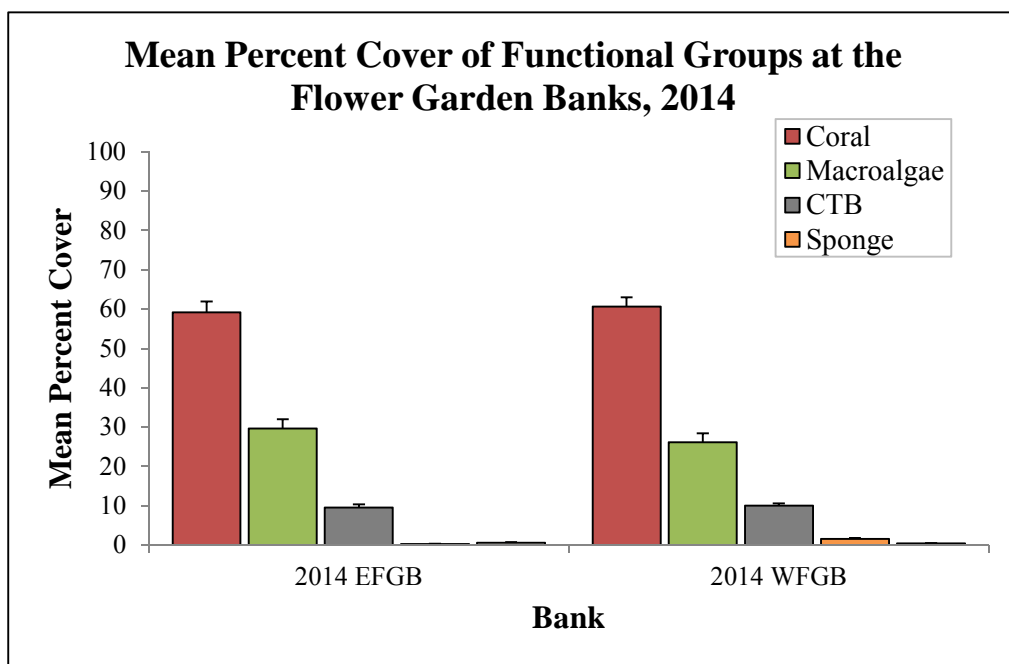 Mean Percent Cover of Functional Groups at the
Flower Garden Banks, 2014
Coral
Macroalgae
CTB
Sponge
Mean Percent Cover
100
90
80
70
60
50
40
30
20
10
0
2014 EFGB
2014 WFGB
Bank